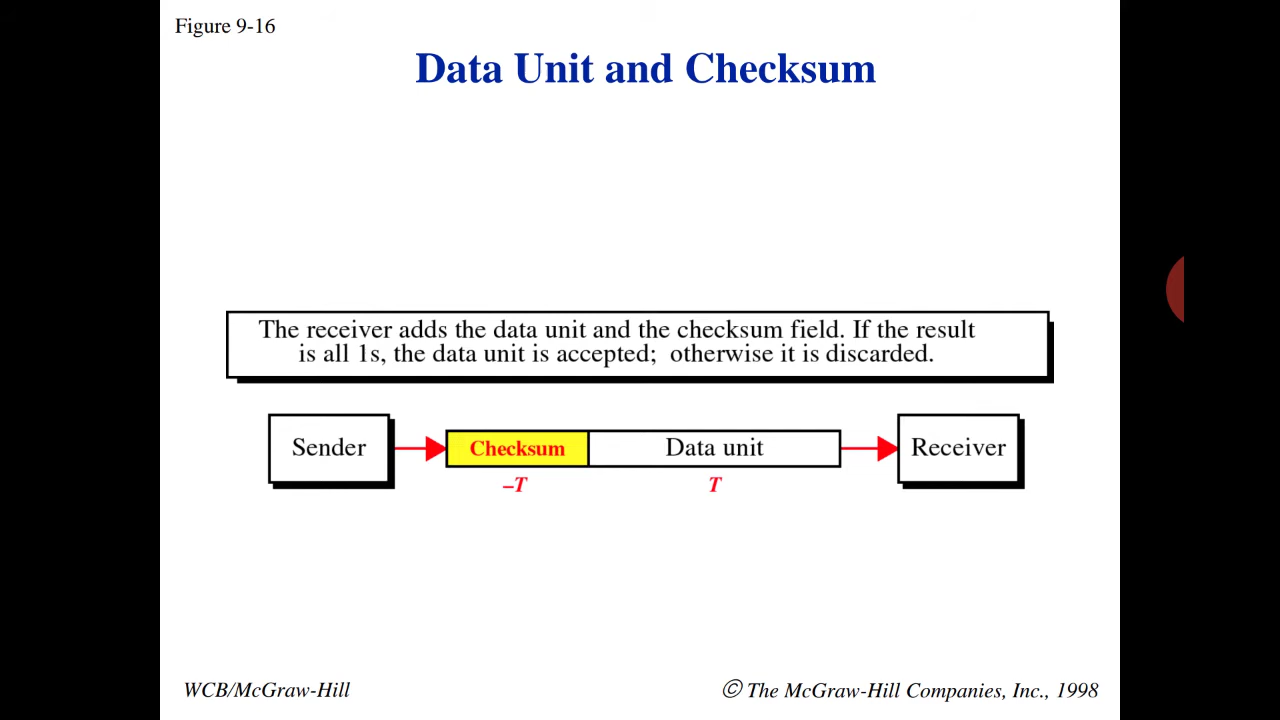 Figure 9-16
Data Unit and Checksum
The receiver adds the data unit and the checksum field. If the result
is all 1s, the data unit is accepted; otherwise it is discarded.
Sender
Checksum
Data unit
Receiver
–T
T
WCB/McGraw-Hill
© The McGraw-Hill Companies, Inc., 1998